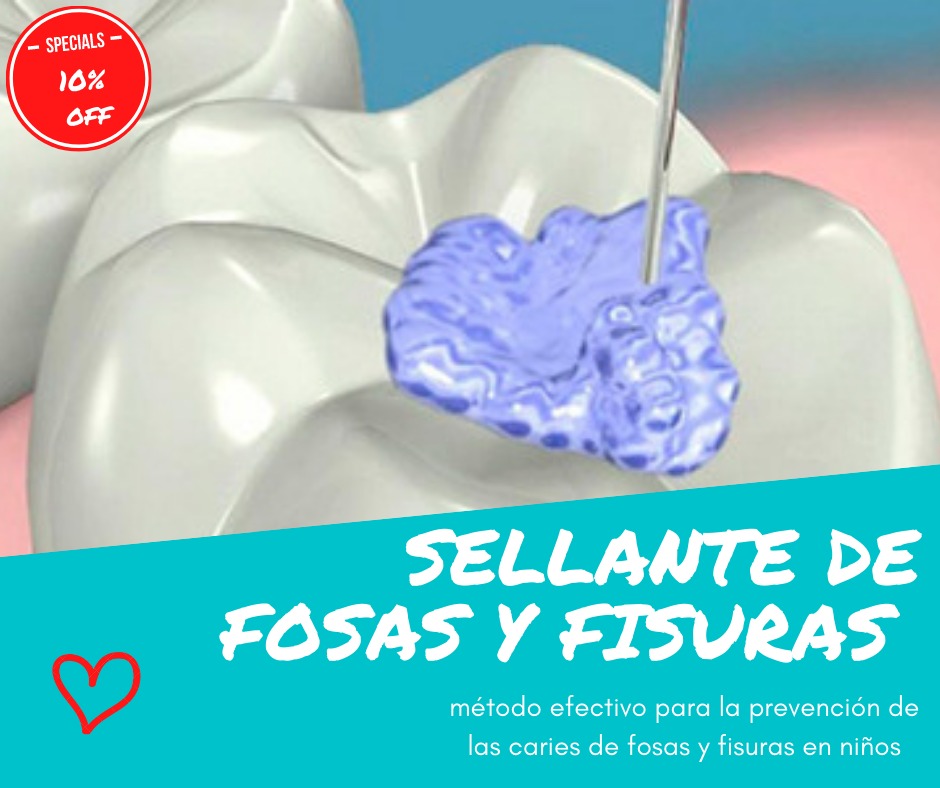 - SPECIALS -
10%
OFF
SELLANTE DE
FOSAS Y FISURAS
método efectivo para la prevención de
las caries de fosas y fisuras en niños